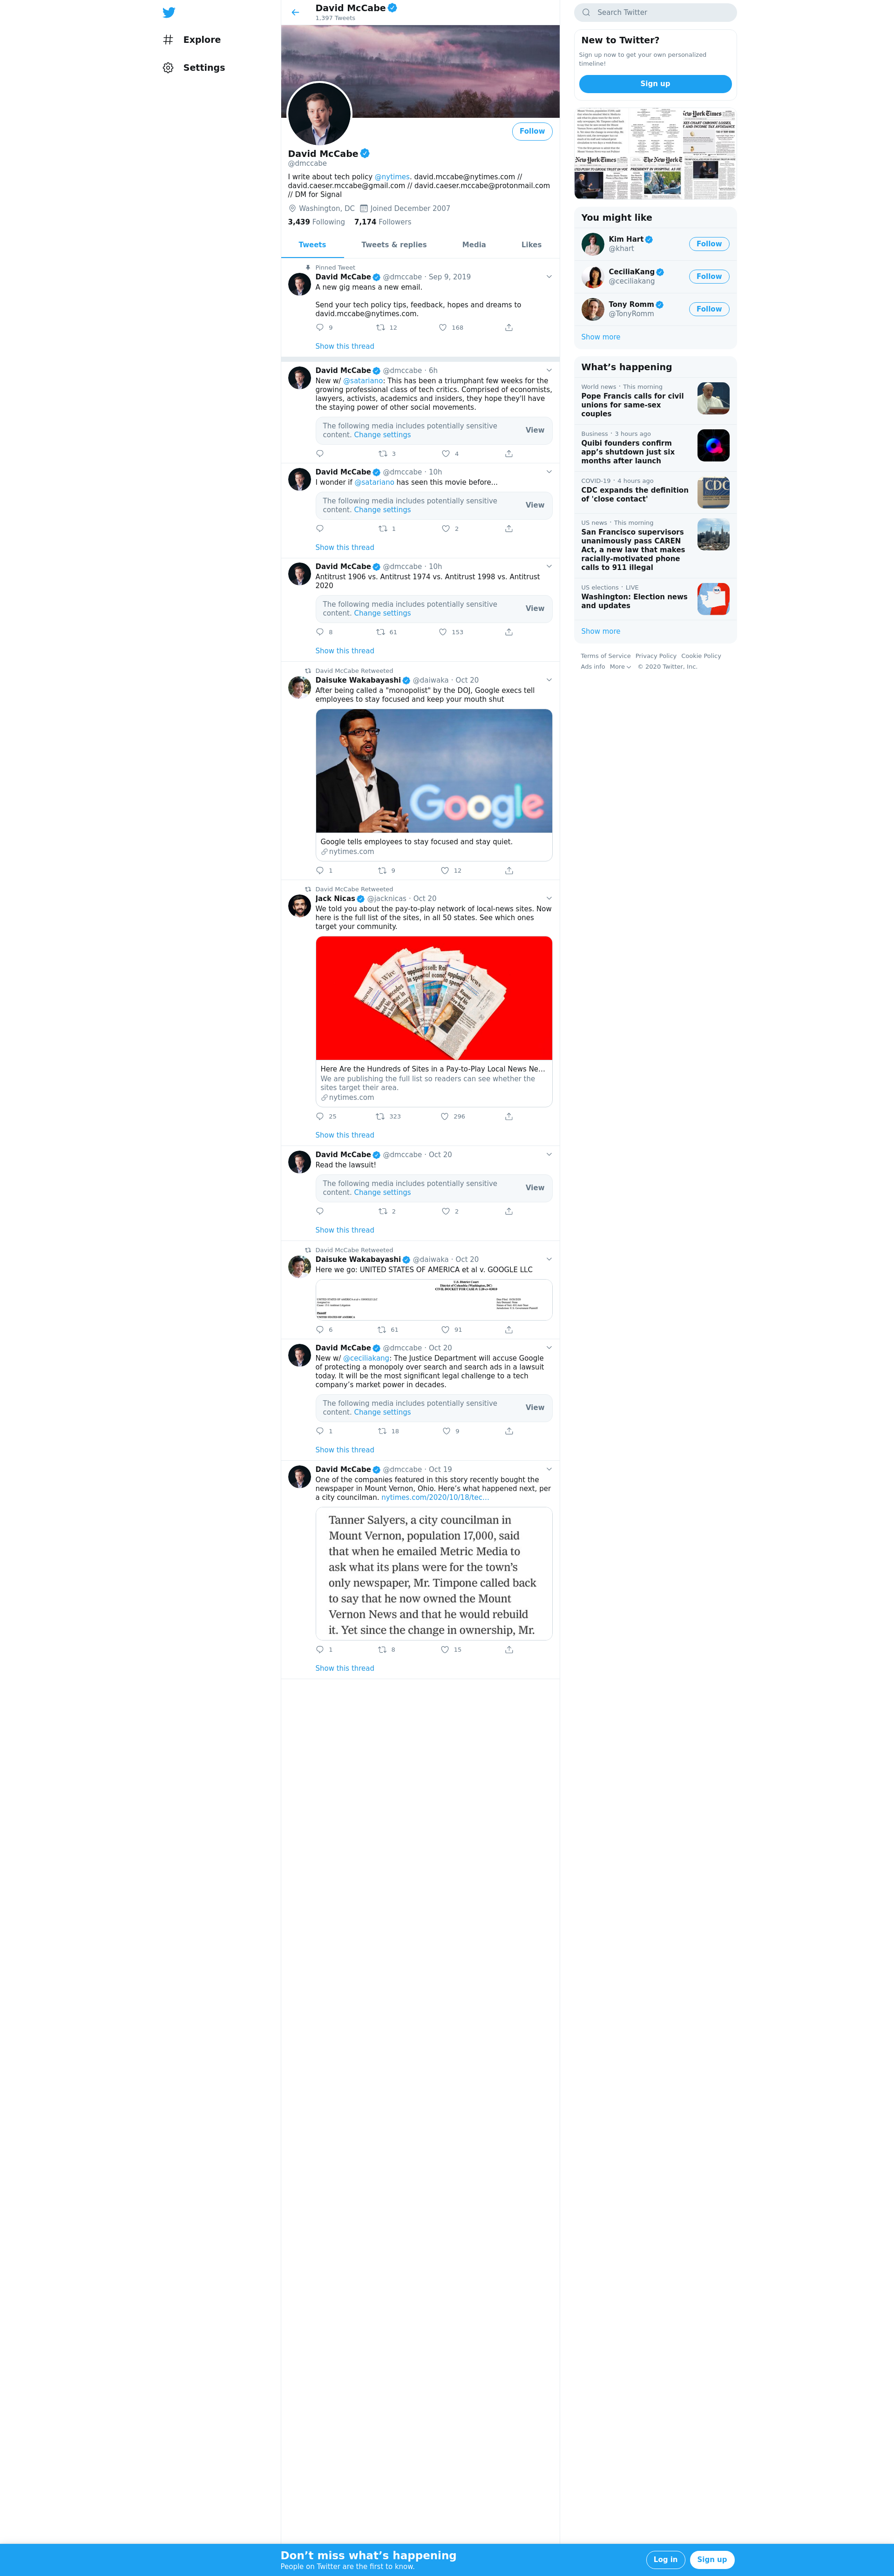 David McCabe
1,397 Tweets
Explore
Settings
Follow
David McCabe
@dmccabe
I write about tech policy @nytimes. david.mccabe@nytimes.com //
david.caeser.mccabe@gmail.com // david.caeser.mccabe@protonmail.com
// DM for Signal
Washington, DC Joined December 2007
3,439 Following 7,174 Followers
Tweets Tweets & replies Media Likes
Pinned Tweet
David McCabe @dmccabe · Sep 9, 2019
A new gig means a new email.
Send your tech policy tips, feedback, hopes and dreams to
david.mccabe@nytimes.com.
9 12 168
Show this thread
David McCabe @dmccabe · 6h
New w/ @satariano: This has been a triumphant few weeks for the
growing professional class of tech critics. Comprised of economists,
lawyers, activists, academics and insiders, they hope they'll have
the staying power of other social movements.
The following media includes potentially sensitive
content. Change settings
View
3 4
David McCabe @dmccabe · 10h
I wonder if @satariano has seen this movie before...
The following media includes potentially sensitive
content. Change settings
View
1 2
Show this thread
David McCabe @dmccabe · 10h
Antitrust 1906 vs. Antitrust 1974 vs. Antitrust 1998 vs. Antitrust
2020
The following media includes potentially sensitive
content. Change settings
View
8 61 153
Show this thread
David McCabe Retweeted
Daisuke Wakabayashi @daiwaka · Oct 20
After being called a "monopolist" by the DOJ, Google execs tell
employees to stay focused and keep your mouth shut
Google
Google tells employees to stay focused and stay quiet.
nytimes.com
1 9 12
David McCabe Retweeted
Jack Nicas @jacknicas · Oct 20
We told you about the pay-to-play network of local-news sites. Now
here is the full list of the sites, in all 50 states. See which ones
target your community.
Here Are the Hundreds of Sites in a Pay-to-Play Local News Ne...
We are publishing the full list so readers can see whether the
sites target their area.
nytimes.com
25 323 296
Show this thread
David McCabe @dmccabe · Oct 20
Read the lawsuit!
The following media includes potentially sensitive
content. Change settings
View
2 2
Show this thread
David McCabe Retweeted
Daisuke Wakabayashi @daiwaka · Oct 20
Here we go: UNITED STATES OF AMERICA et al v. GOOGLE LLC
6 61 91
David McCabe @dmccabe · Oct 20
New w/ @ceciliakang: The Justice Department will accuse Google
of protecting a monopoly over search and search ads in a lawsuit
today. It will be the most significant legal challenge to a tech
company's market power in decades.
The following media includes potentially sensitive
content. Change settings
View
1 18 9
Show this thread
David McCabe @dmccabe · Oct 19
One of the companies featured in this story recently bought the
newspaper in Mount Vernon, Ohio. Here's what happened next, per
a city councilman. nytimes.com/2020/10/18/tec...
Tanner Salyers, a city councilman in
Mount Vernon, population 17,000, said
that when he emailed Metric Media to
ask what its plans were for the town's
only newspaper, Mr. Timpone called back
to say that he now owned the Mount
Vernon News and that he would rebuild
it. Yet since the change in ownership, Mr.
1 8 15
Show this thread
Search Twitter
New to Twitter?
Sign up now to get your own personalized
timeline!
Sign up
You might like
Kim Hart
@khart
Follow
CeciliaKang
@ceciliakang
Follow
Tony Romm
@TonyRomm
Follow
Show more
What's happening
World news · This morning
Pope Francis calls for civil
unions for same-sex
couples
Business · 3 hours ago
Quibi founders confirm
app's shutdown just six
months after launch
COVID-19 · 4 hours ago
CDC expands the definition
of 'close contact'
CDC
US news · This morning
San Francisco supervisors
unanimously pass CAREN
Act, a new law that makes
racially-motivated phone
calls to 911 illegal
US elections · LIVE
Washington: Election news
and updates
Show more
Terms of Service Privacy Policy Cookie Policy
Ads info More © 2020 Twitter, Inc.
Don't miss what's happening
People on Twitter are the first to know.
Log in Sign up